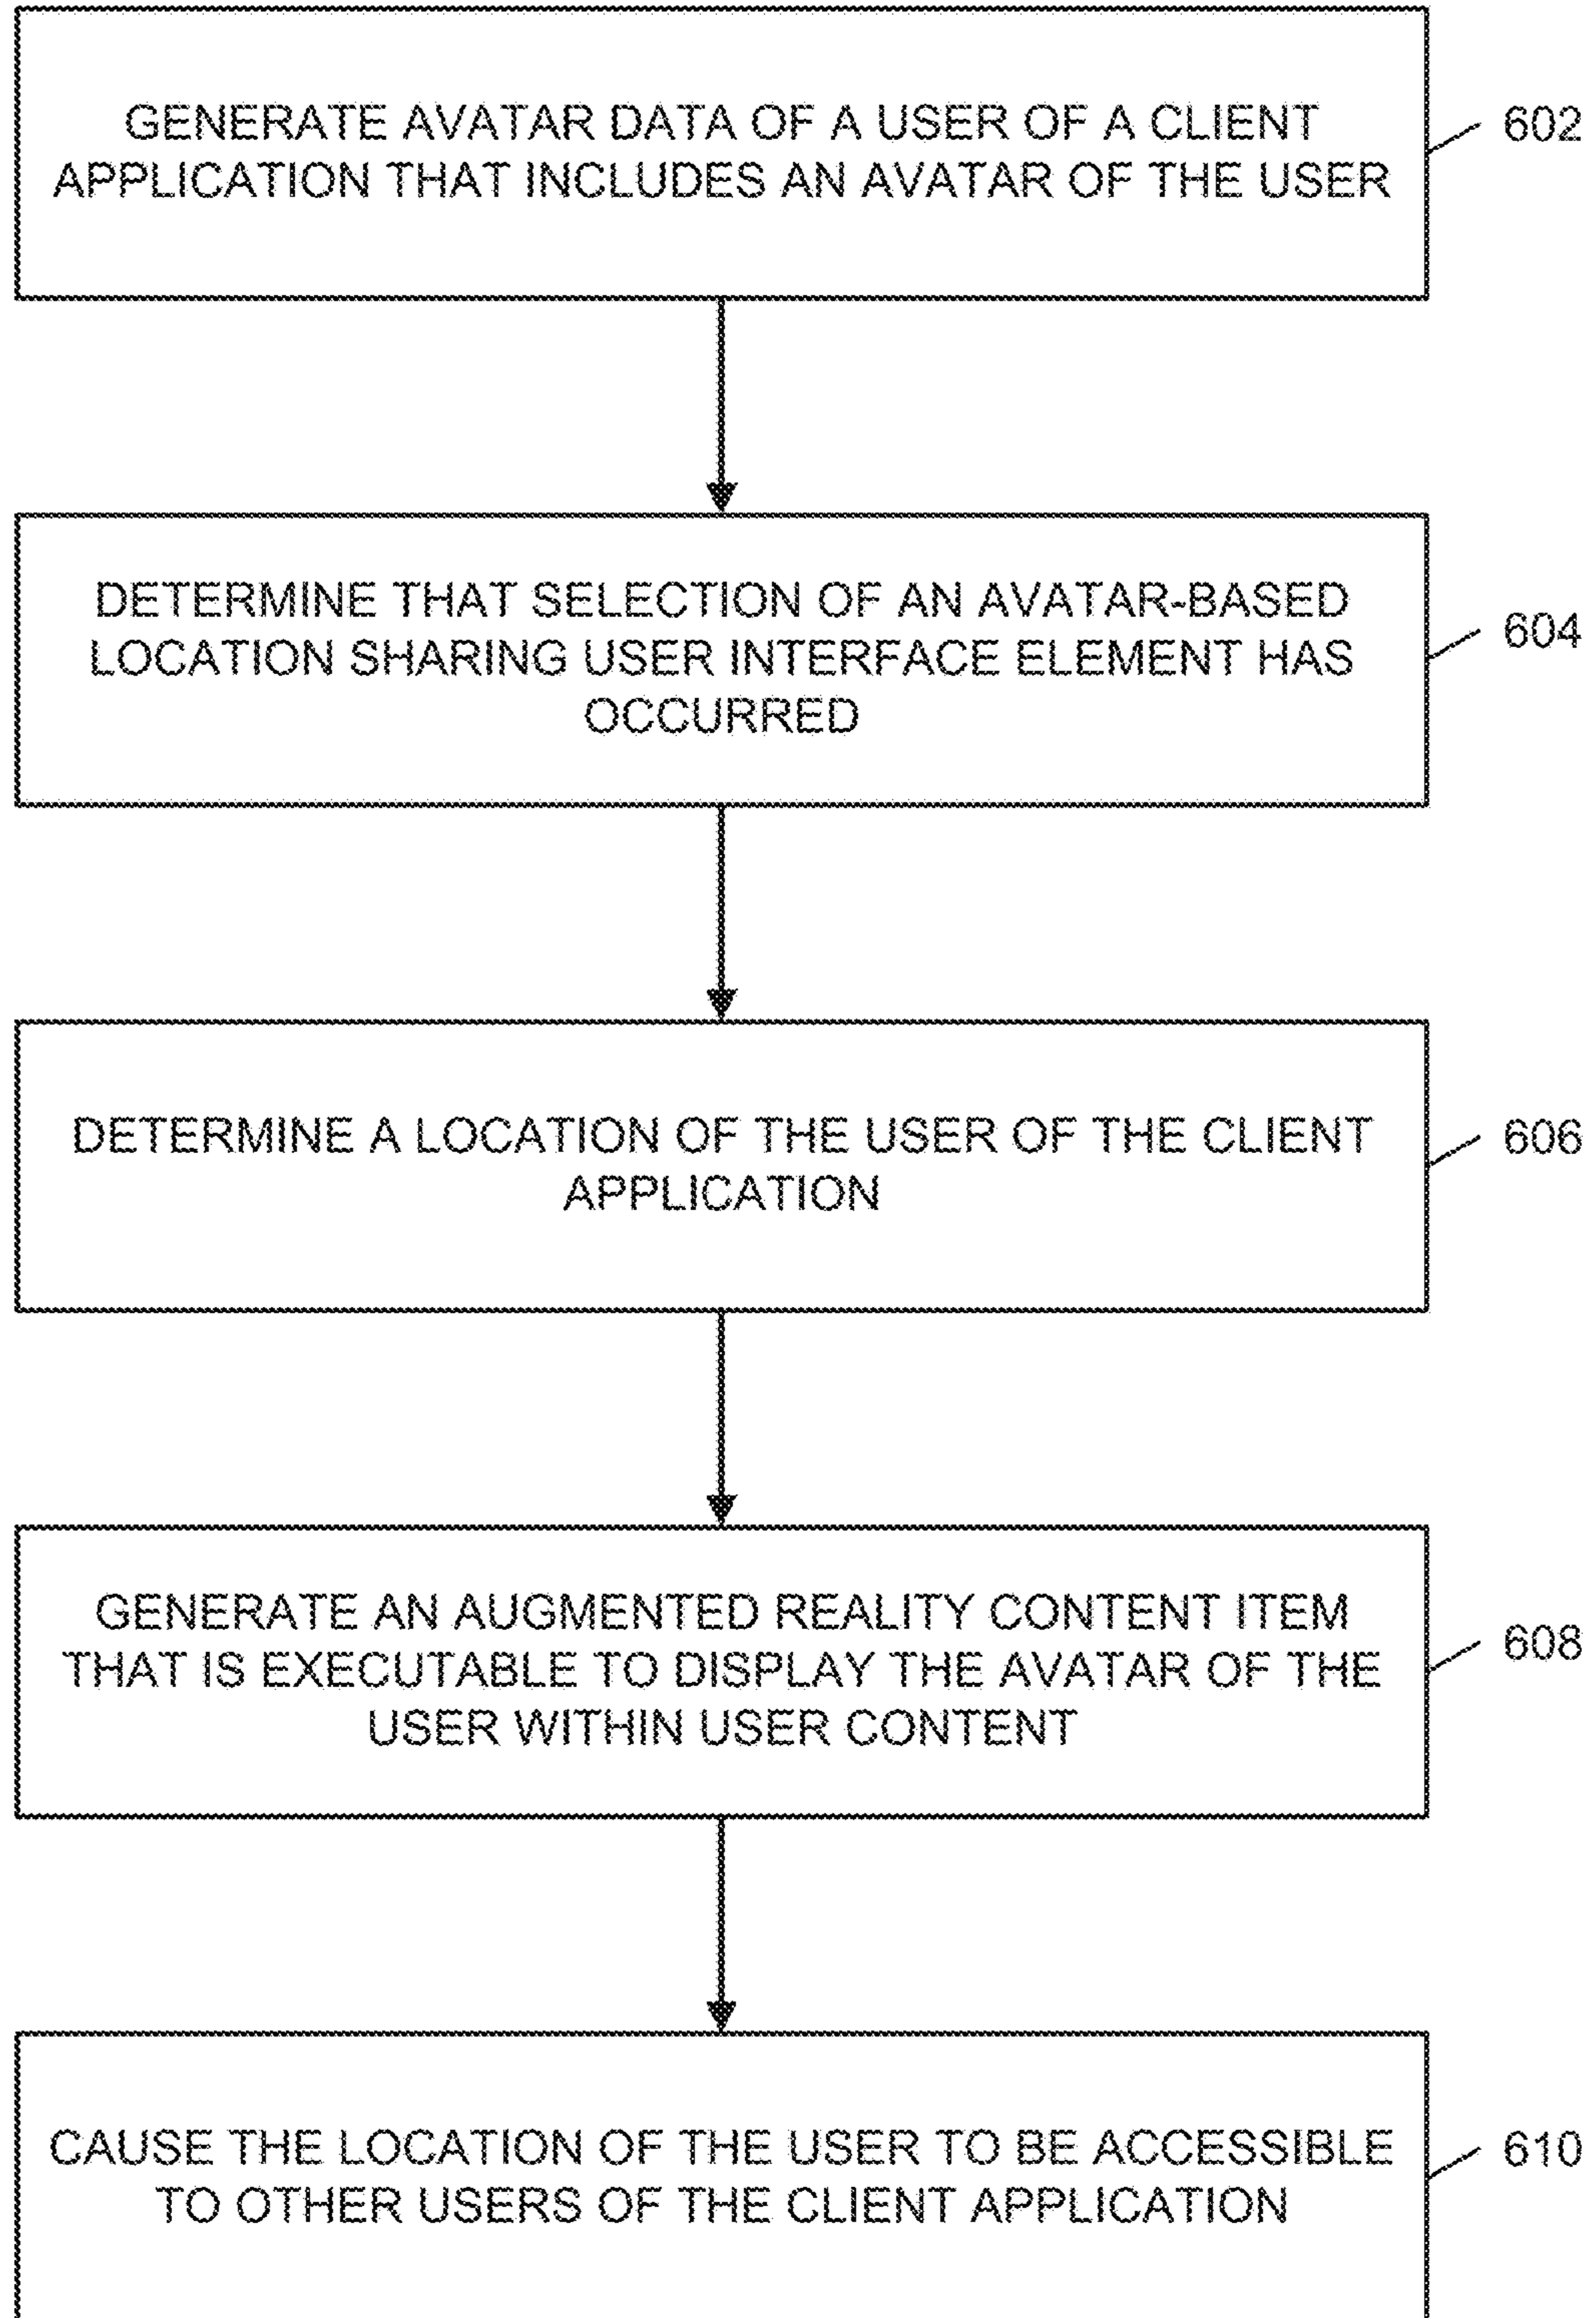 GENERATE AVATAR DATA OF A USER OF A CLIENT
APPLICATION THAT INCLUDES AN AVATAR OF THE USER
602
DETERMINE THAT SELECTION OF AN AVATAR-BASED
LOCATION SHARING USER INTERFACE ELEMENT HAS
OCCURRED
604
DETERMINE A LOCATION OF THE USER OF THE CLIENT
APPLICATION
606
GENERATE AN AUGMENTED REALITY CONTENT ITEM
THAT IS EXECUTABLE TO DISPLAY THE AVATAR OF THE
USER WITHIN USER CONTENT
608
CAUSE THE LOCATION OF THE USER TO BE ACCESSIBLE
TO OTHER USERS OF THE CLIENT APPLICATION
610